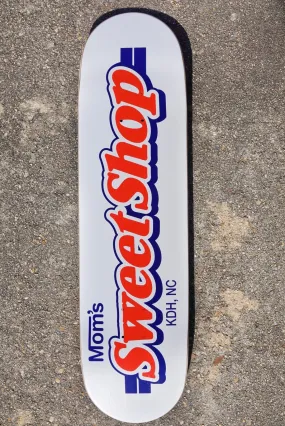 Mom's
Sweet Shop
KDH, NC